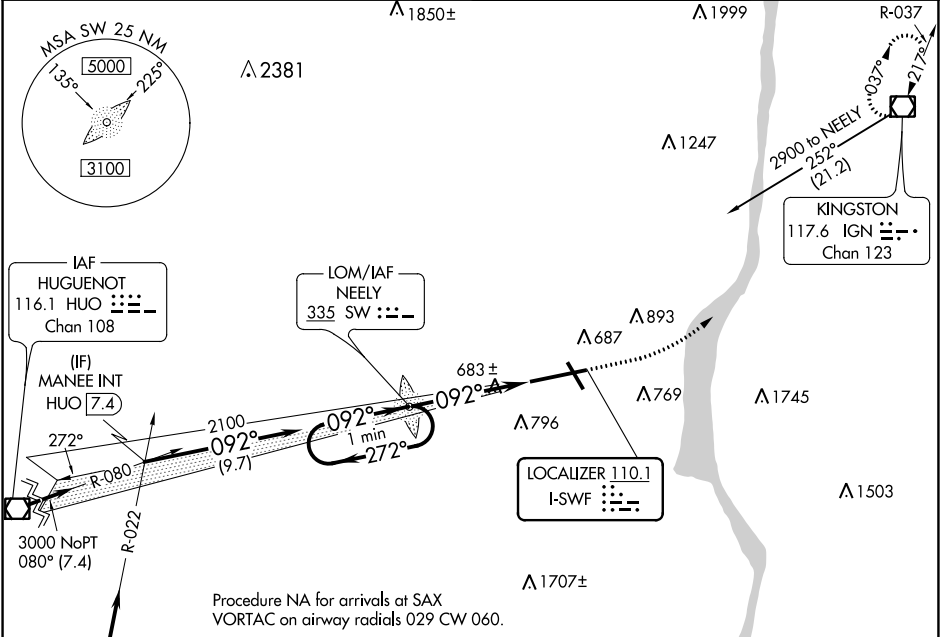 MSA SW 25 NM
135°
5000
225°
3100
1850±
1999
2381
1247
R-037
037°
217°
2900 to NEELY
252°
(21.2)
KINGSTON
117.6 IGN
Chan 123
IAF
HUGUENOT
116.1 HUO
Chan 108
(IF)
MANEE INT
HUO 7.4
LOM/IAF
NEELY
335 SW
893
687
683±
769
1745
796
272°
2100
092°
(9.7)
092°
1 min
272°
092°
R-080
R-022
3000 NoPT
080° (7.4)
LOCALIZER 110.1
I-SWF
1503
1707±
Procedure NA for arrivals at SAX
VORTAC on airway radials 029 CW 060.